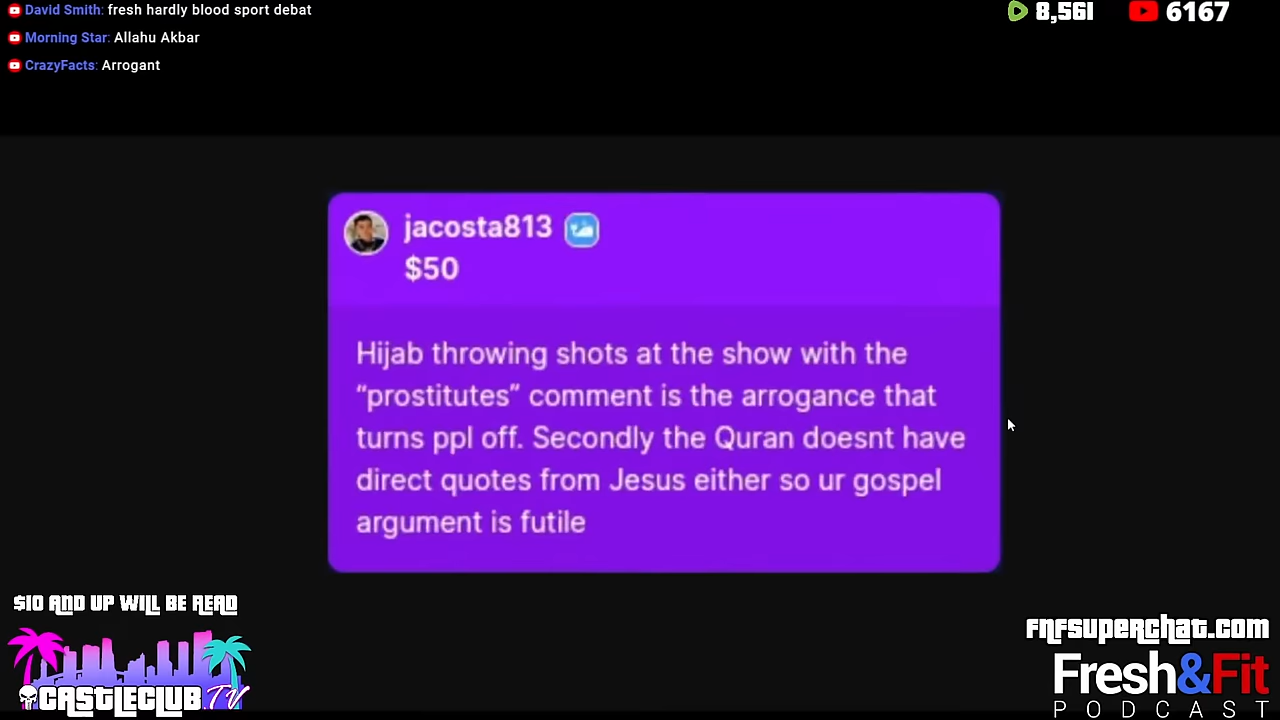 David Smith: fresh hardly blood sport debat
Morning Star: Allahu Akbar
CrazyFacts: Arrogant
8,561 6167
jacosta813
$50
Hijab throwing shots at the show with the
“prostitutes” comment is the arrogance that
turns ppl off. Secondly the Quran doesnt have
direct quotes from Jesus either so ur gospel
argument is futile
$10 AND UP WILL BE READ
CASTLECLUB TV
FNFSUPERCHAT.COM
Fresh&Fit
PODCAST